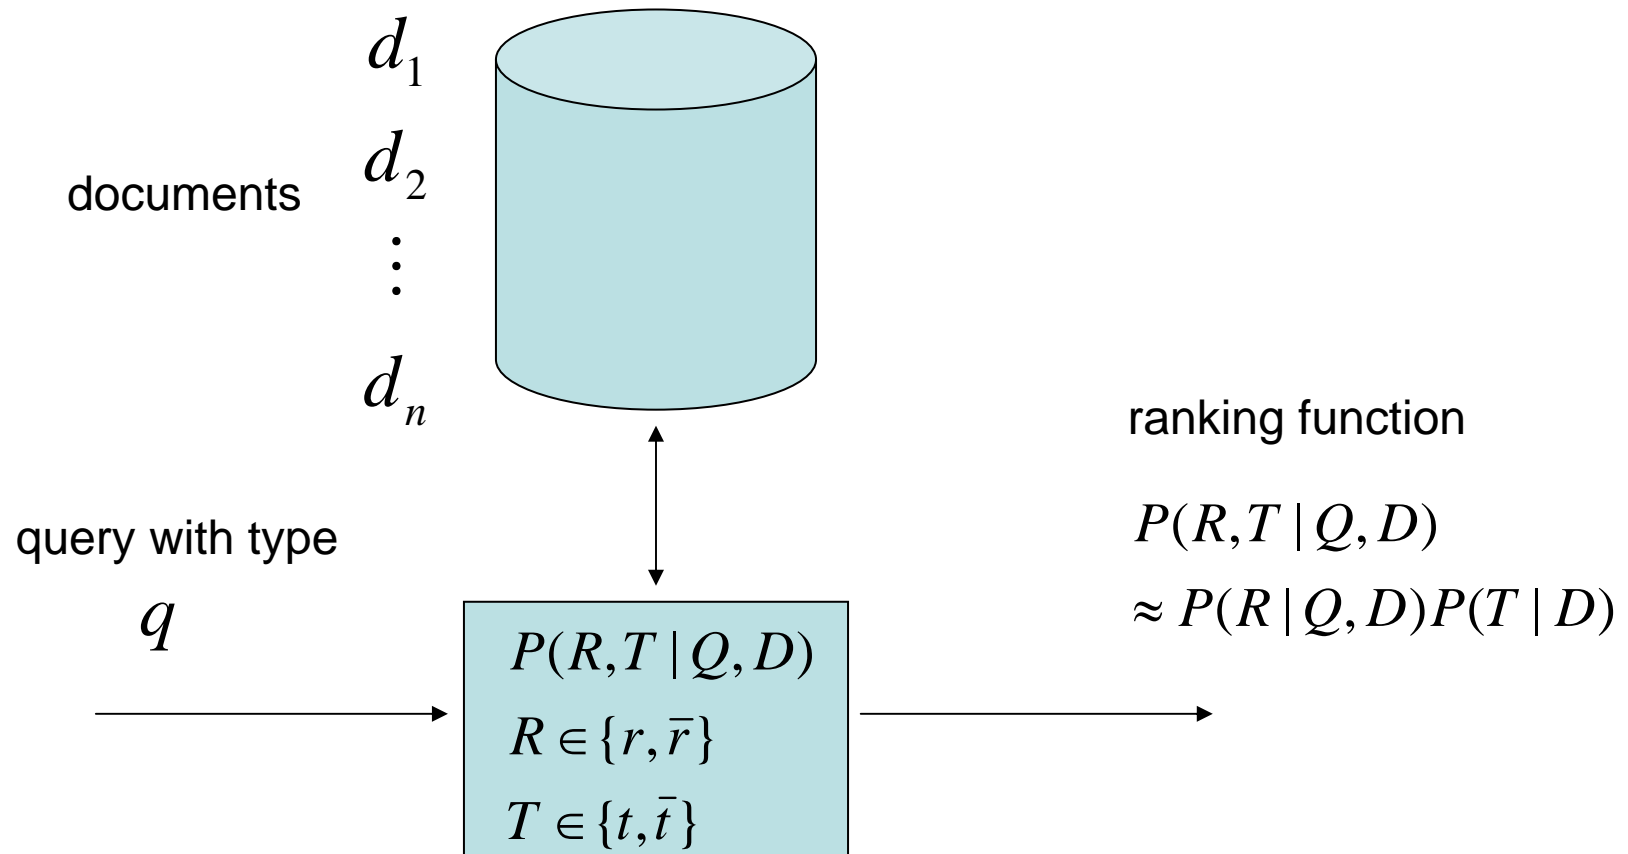 d₁
documents
d₂
⋮
dₙ
query with type
q
P(R,T | Q,D)
R ∈ {r, r̄}
T ∈ {t, t̄}
ranking function
P(R,T | Q,D)
≈ P(R | Q,D)P(T | D)